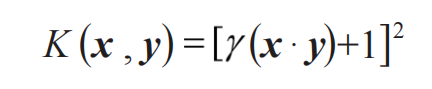 K(x, y)=[γ(x · y)+1]²